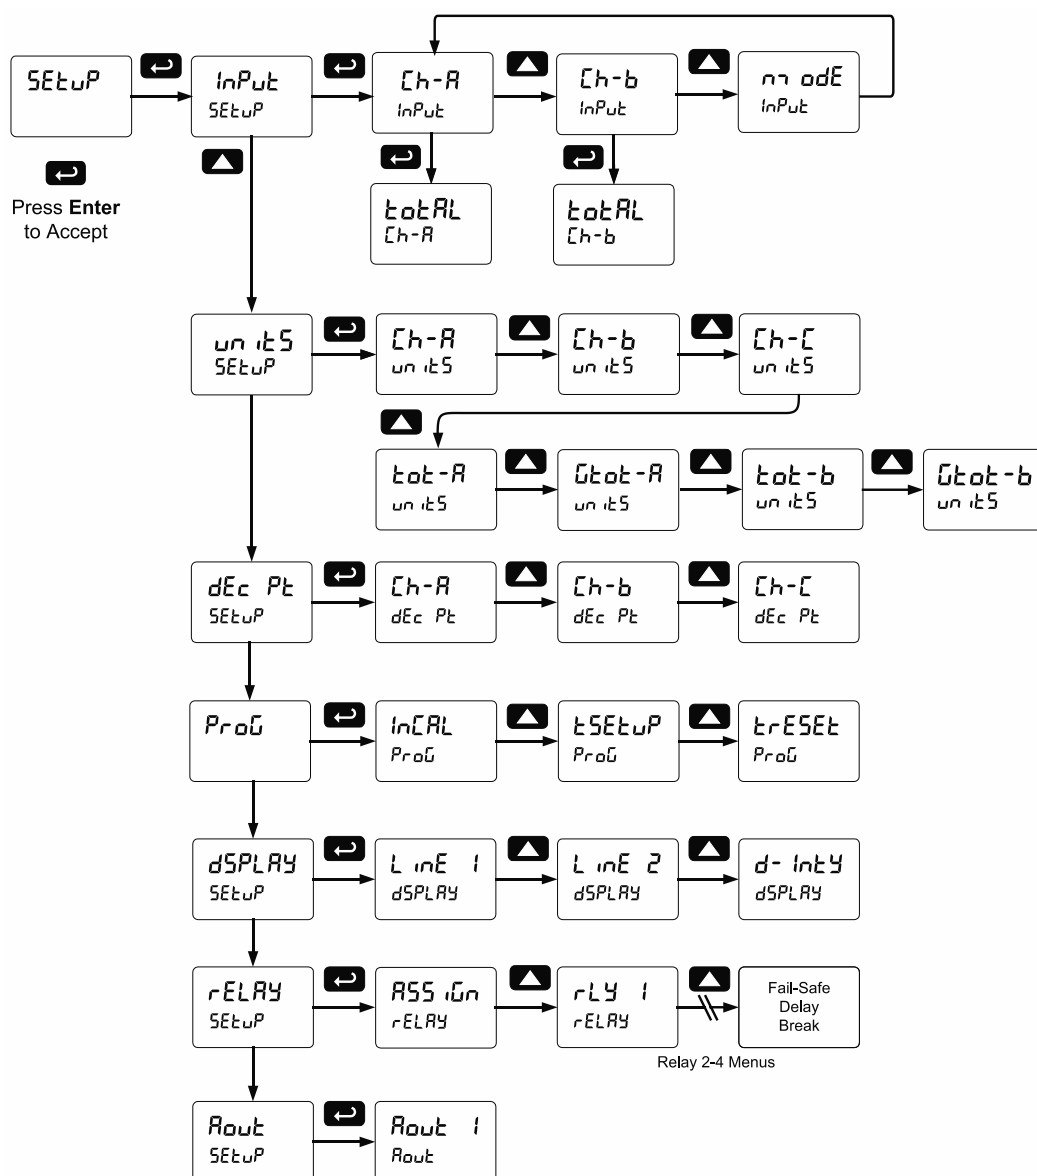 SEtuP
InPut
SEtuP
Ch-A
InPut
Ch-b
InPut
modE
InPut
Press Enter
to Accept
totAL
Ch-A
totAL
Ch-b
unitS
SEtuP
Ch-A
unitS
Ch-b
unitS
Ch-C
unitS
tot-A
unitS
Gtot-A
unitS
tot-b
unitS
Gtot-b
unitS
dEc Pt
SEtuP
Ch-A
dEc Pt
Ch-b
dEc Pt
Ch-C
dEc Pt
ProG
InCAL
ProG
tSEtuP
ProG
trESEt
ProG
dSPLAY
SEtuP
LinE 1
dSPLAY
LinE 2
dSPLAY
d-IntY
dSPLAY
rELAY
SEtuP
ASSiGn
rELAY
rLY 1
rELAY
Fail-Safe
Delay
Break
Relay 2-4 Menus
Aout
SEtuP
Aout 1
Aout